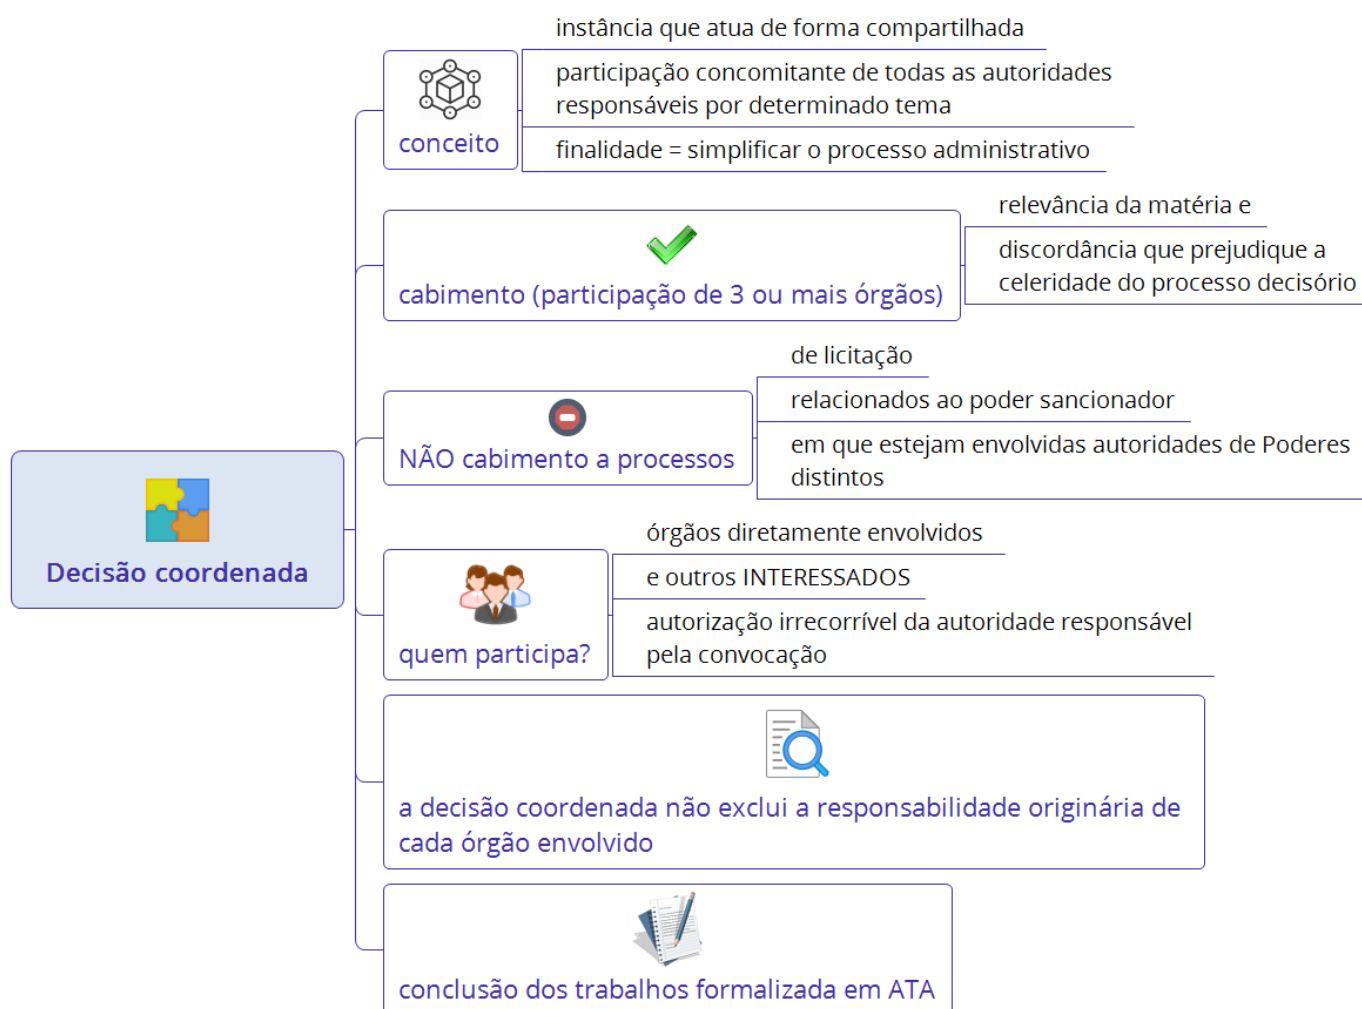 instância que atua de forma compartilhada
participação concomitante de todas as autoridades
responsáveis por determinado tema
conceito
finalidade = simplificar o processo administrativo
relevância da matéria e
discordância que prejudique a
celeridade do processo decisório
cabimento (participação de 3 ou mais órgãos)
de licitação
relacionados ao poder sancionador
em que estejam envolvidas autoridades de Poderes
distintos
NÃO cabimento a processos
Decisão coordenada
órgãos diretamente envolvidos
e outros INTERESSADOS
autorização irrecorrível da autoridade responsável
pela convocação
quem participa?
a decisão coordenada não exclui a responsabilidade originária de
cada órgão envolvido
conclusão dos trabalhos formalizada em ATA